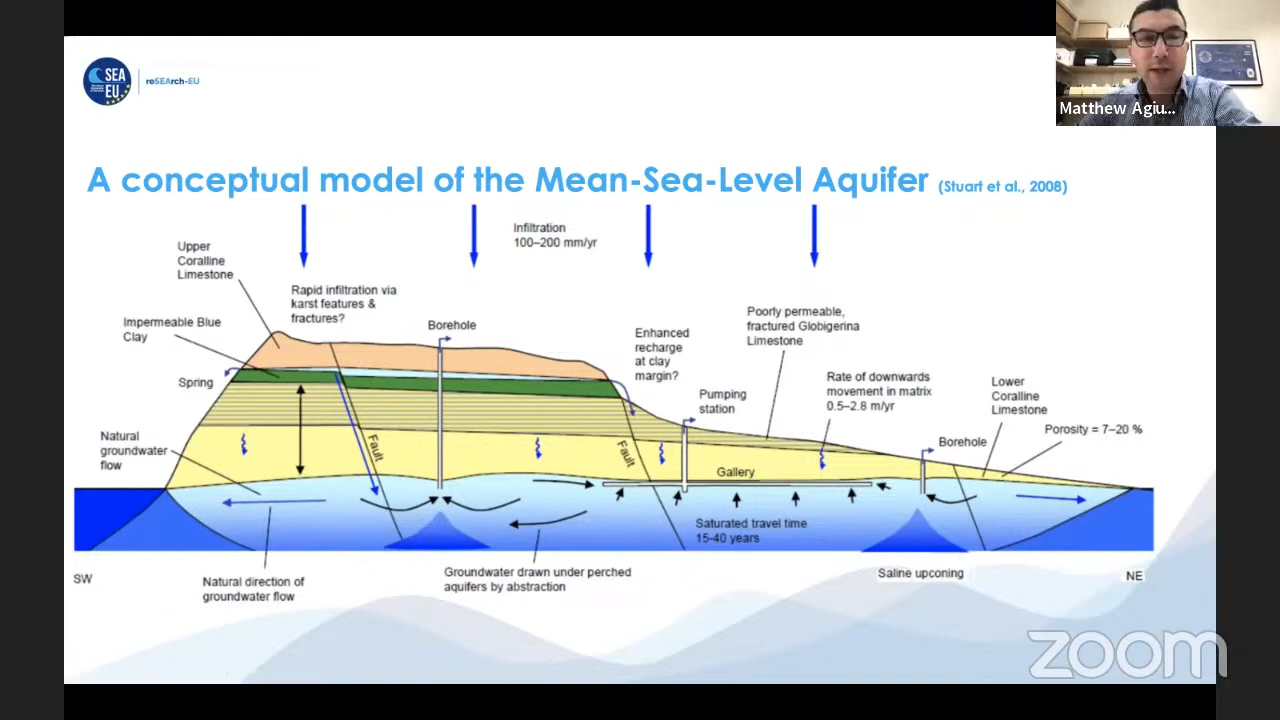 SEA
EU
reSEArch-EU
Matthew Agiu...
A conceptual model of the Mean-Sea-Level Aquifer (Stuart et al., 2008)
Infiltration
100–200 mm/yr
Upper
Coralline
Limestone
Rapid infiltration via
karst features &
fractures?
Impermeable Blue
Clay
Borehole
Enhanced
recharge
at clay
margin?
Poorly permeable,
fractured Globigerina
Limestone
Spring
Pumping
station
Rate of downwards
movement in matrix
0.5–2.8 m/yr
Lower
Coralline
Limestone
Porosity = 7–20 %
Natural
groundwater
flow
Fault
Fault
Borehole
Gallery
Saturated travel time
15-40 years
SW
Natural direction of
groundwater flow
Groundwater drawn under perched
aquifers by abstraction
Saline upconing
NE
zoom